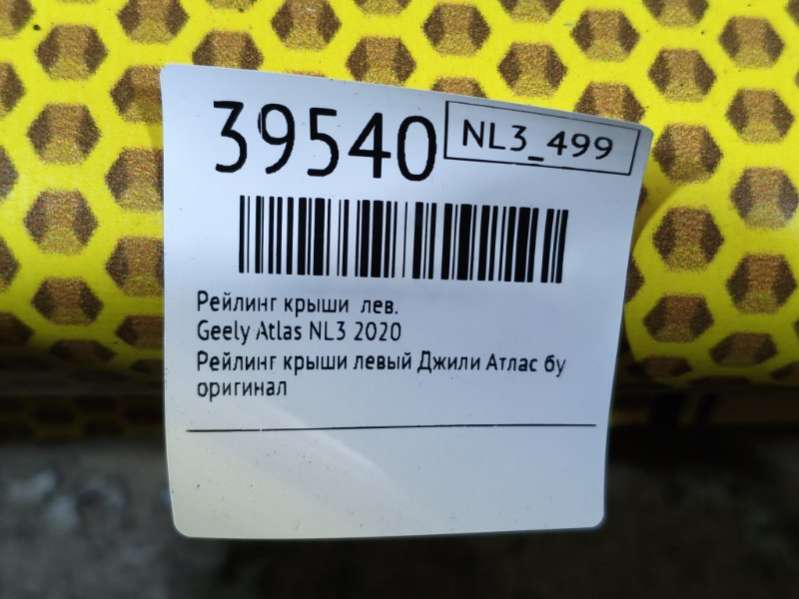 39540
NL3_499
Рейлинг крыши лев.
Geely Atlas NL3 2020
Рейлинг крыши левый Джили Атлас бу
оригинал